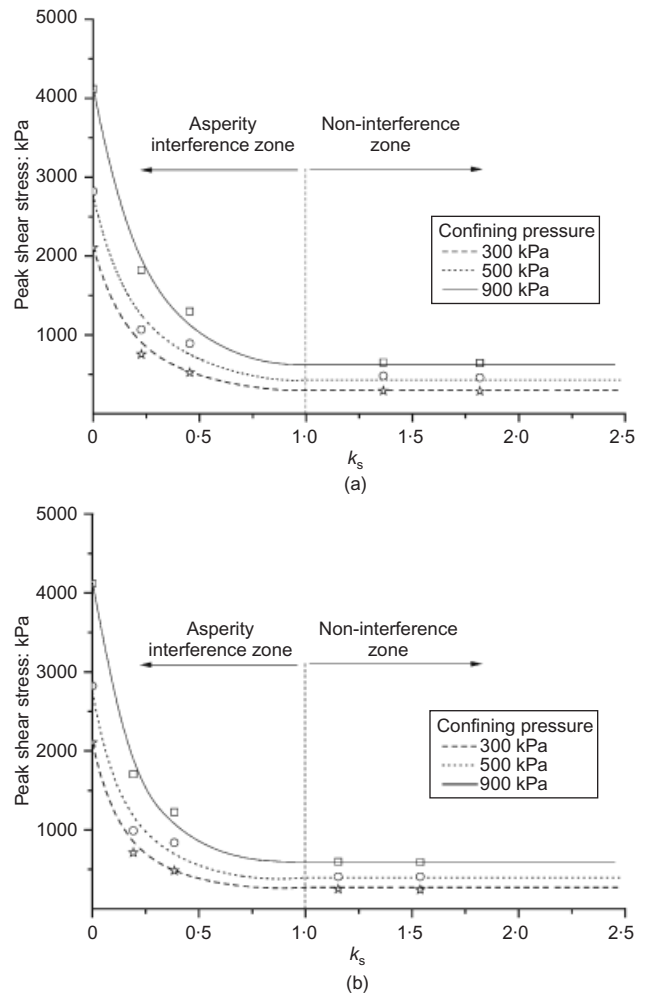 5000
4000
3000
2000
1000
Peak shear stress: kPa
Asperity
interference zone
Non-interference
zone
Confining pressure
300 kPa
500 kPa
900 kPa
0
0·5
1·0
1·5
2·0
2·5
ks
(a)
5000
4000
3000
2000
1000
Peak shear stress: kPa
Asperity
interference zone
Non-interference
zone
Confining pressure
300 kPa
500 kPa
900 kPa
0
0·5
1·0
1·5
2·0
2·5
ks
(b)